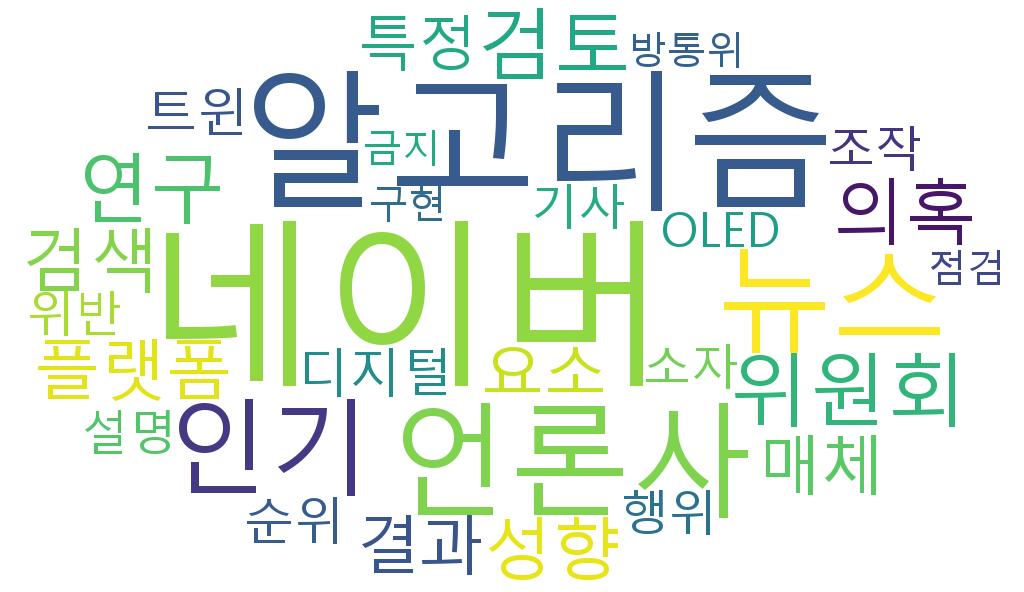 특정 검토 방통위
트윈 알고리즘
금지 조작
연구 구현 기사 의혹
OLED
검색 네이버 뉴스 점검
위반
플랫폼 디지털 요소 소자 위원회
설명 인기 언론사 매체
순위 결과 성향 행위